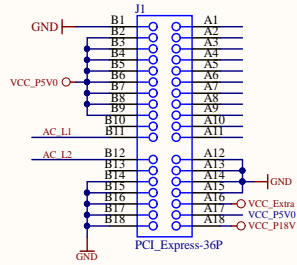 J1
GND B1 A1
B2 A2
B3 A3
B4 A4
B5 A5
VCC_P5V0 B6 A6
B7 A7
B8 A8
B9 A9
B10 A10
AC_L1 B11 A11
AC_L2 B12 A12
B13 A13
B14 A14 GND
B15 A15
B16 A16 VCC_Extra
B17 A17 VCC_P5V0
B18 A18 VCC_P18V
GND PCI_Express-36P